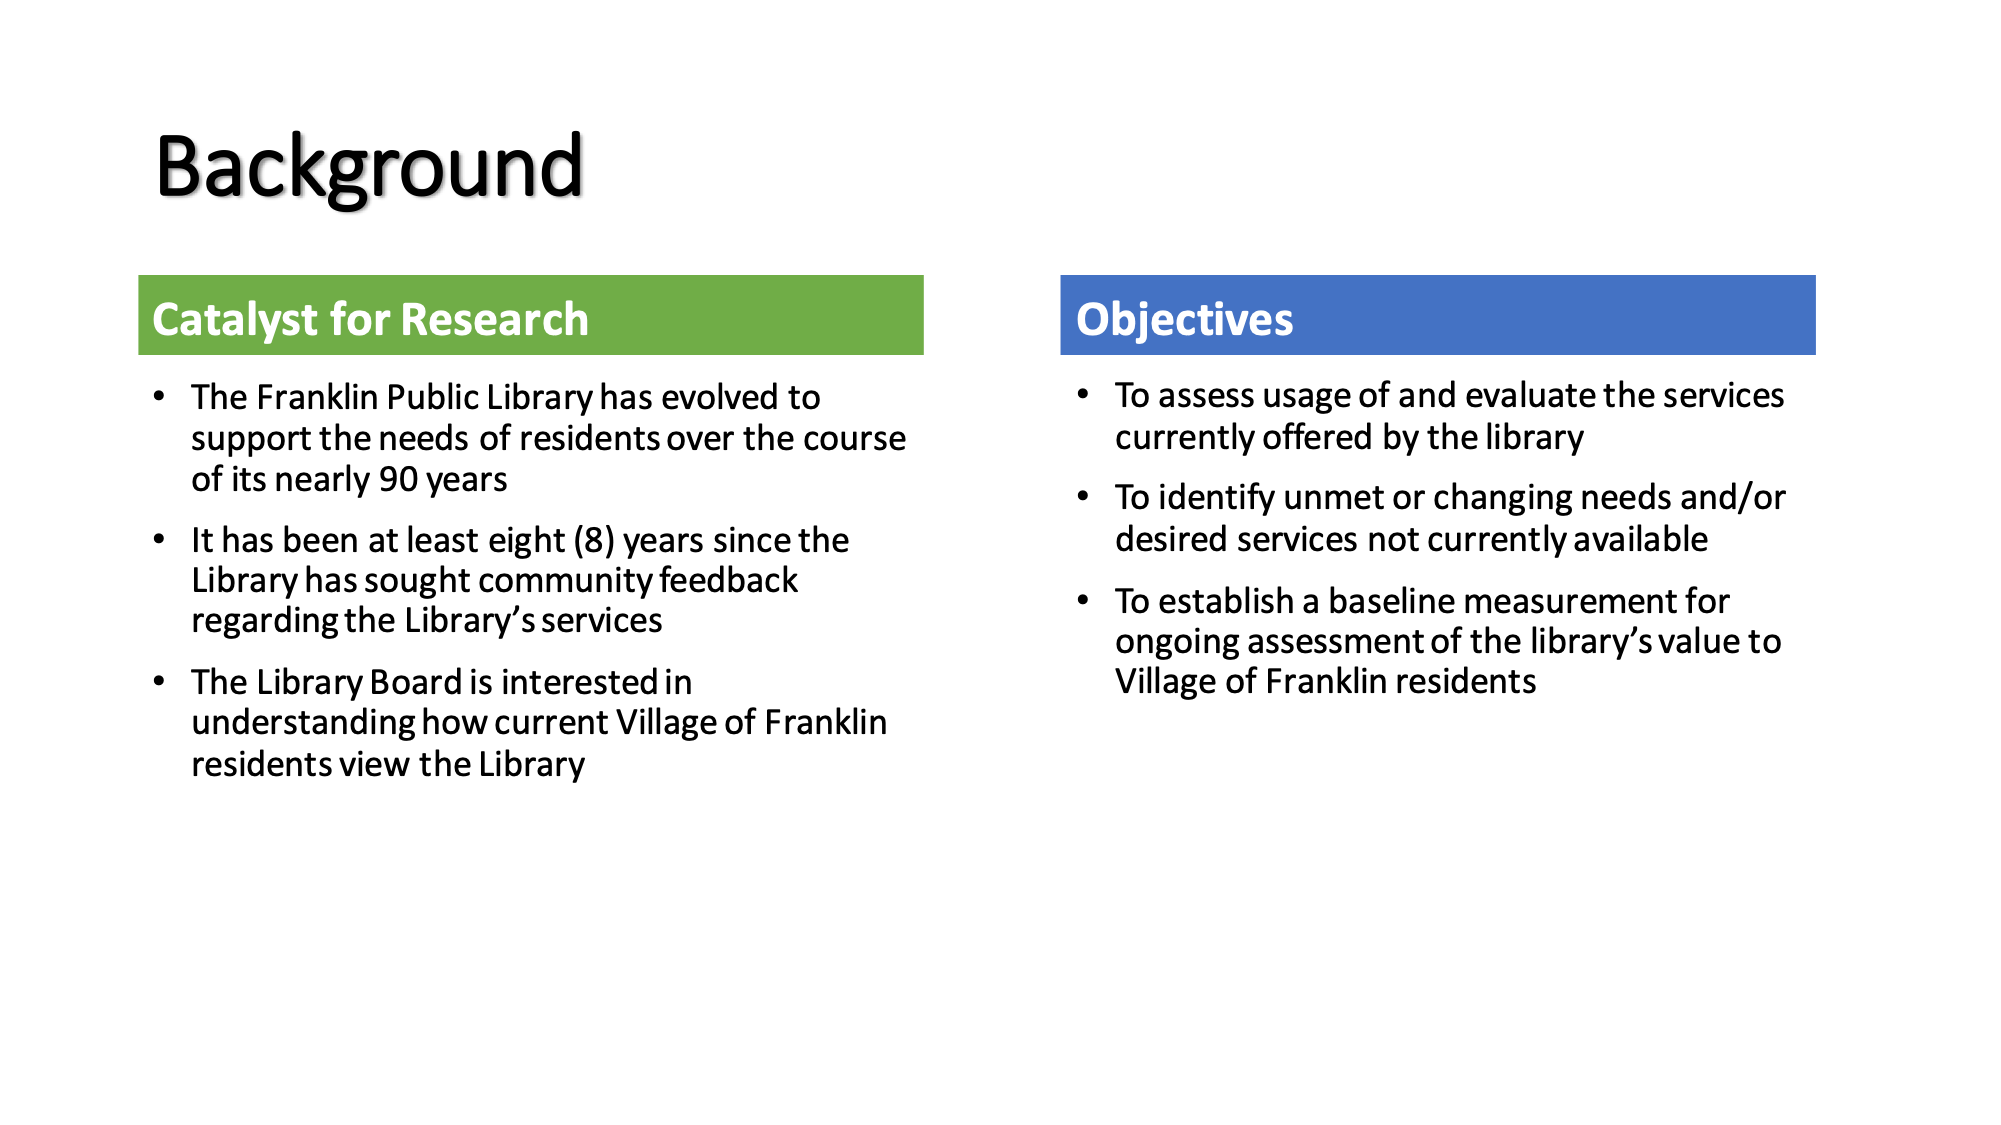 Background
Catalyst for Research
• The Franklin Public Library has evolved to
support the needs of residents over the course
of its nearly 90 years
• It has been at least eight (8) years since the
Library has sought community feedback
regarding the Library’s services
• The Library Board is interested in
understanding how current Village of Franklin
residents view the Library
Objectives
• To assess usage of and evaluate the services
currently offered by the library
• To identify unmet or changing needs and/or
desired services not currently available
• To establish a baseline measurement for
ongoing assessment of the library’s value to
Village of Franklin residents